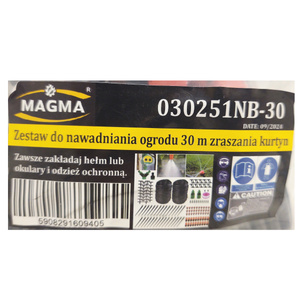 MAGMA ®
030251NB-30
DATE: 09/2020
Zestaw do nawadniania ogrodu 30 m zraszania kurtyn
Zawsze zakładaj hełm lub
okulary i odzież ochronną.
CAUTION
5908291609405